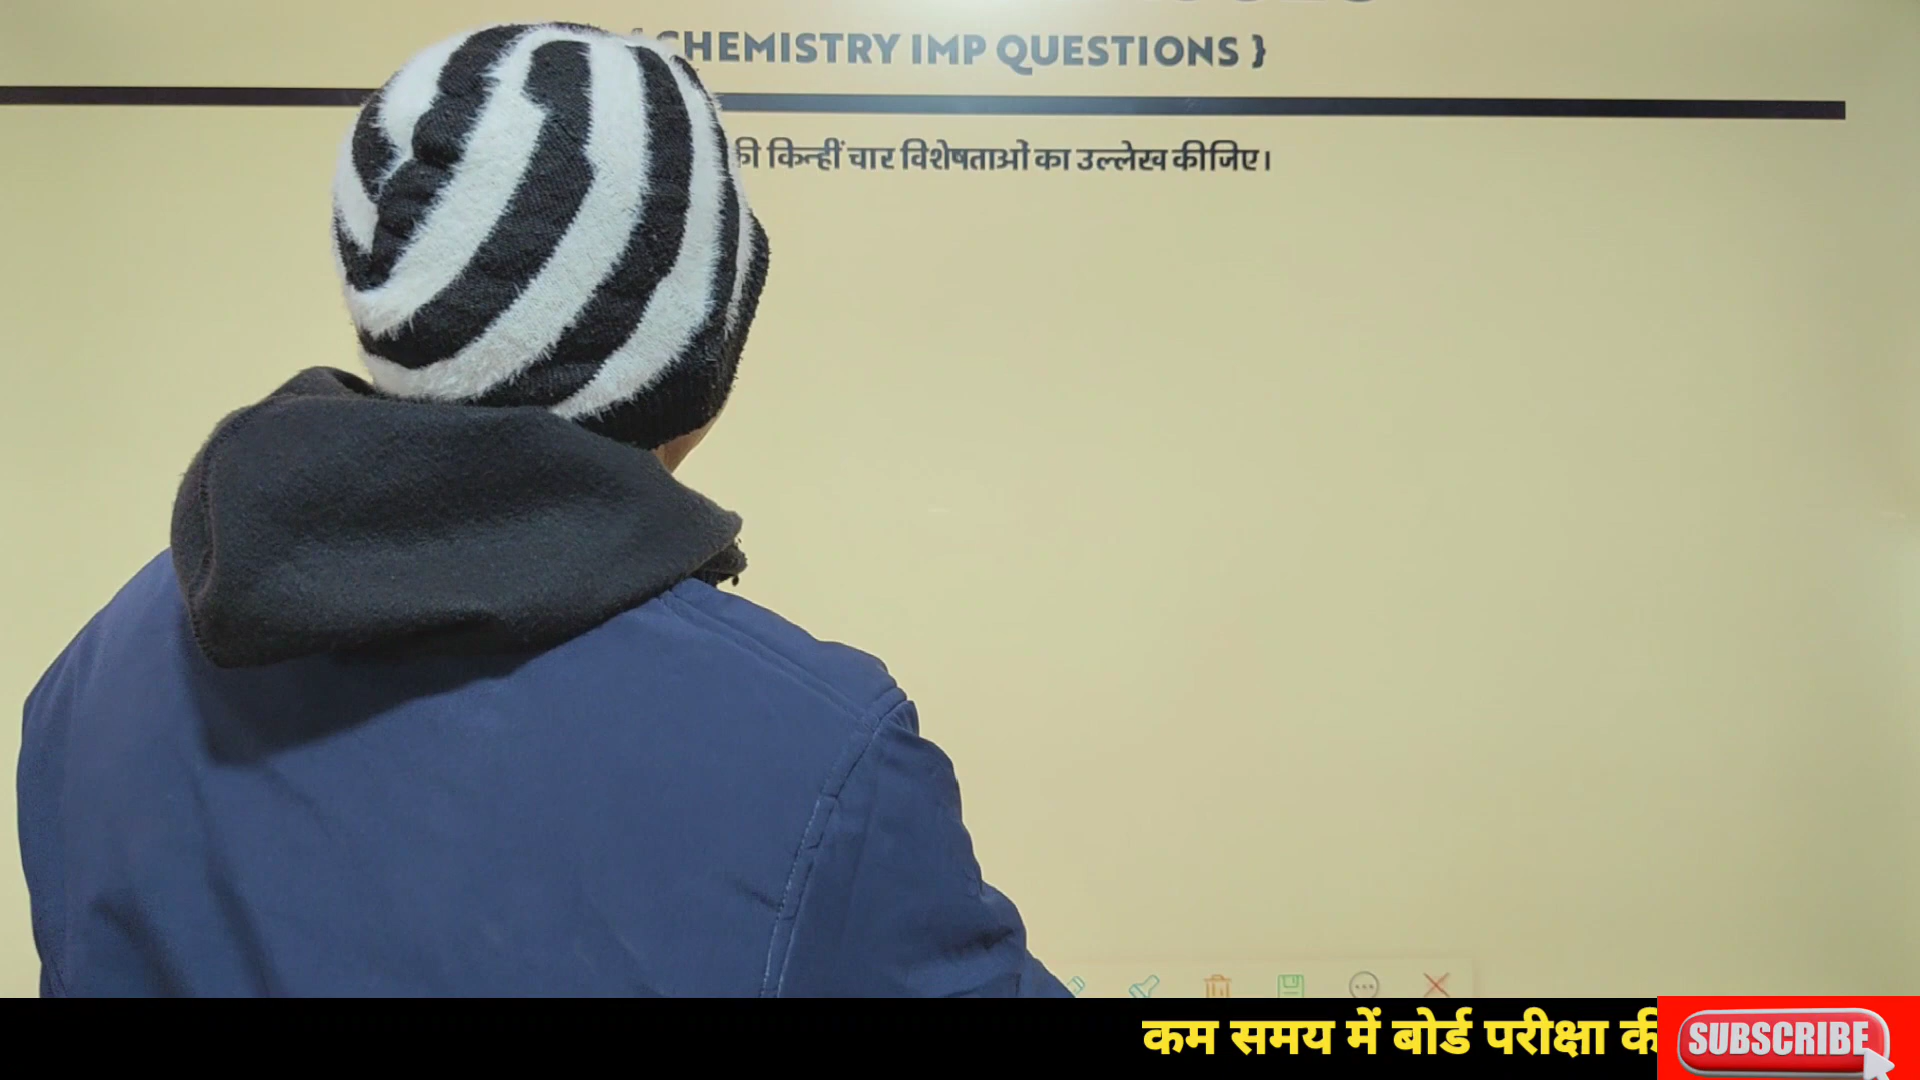 CHEMISTRY IMP QUESTIONS }
की किन्हीं चार विशेषताओं का उल्लेख कीजिए।
कम समय में बोर्ड परीक्षा की
SUBSCRIBE